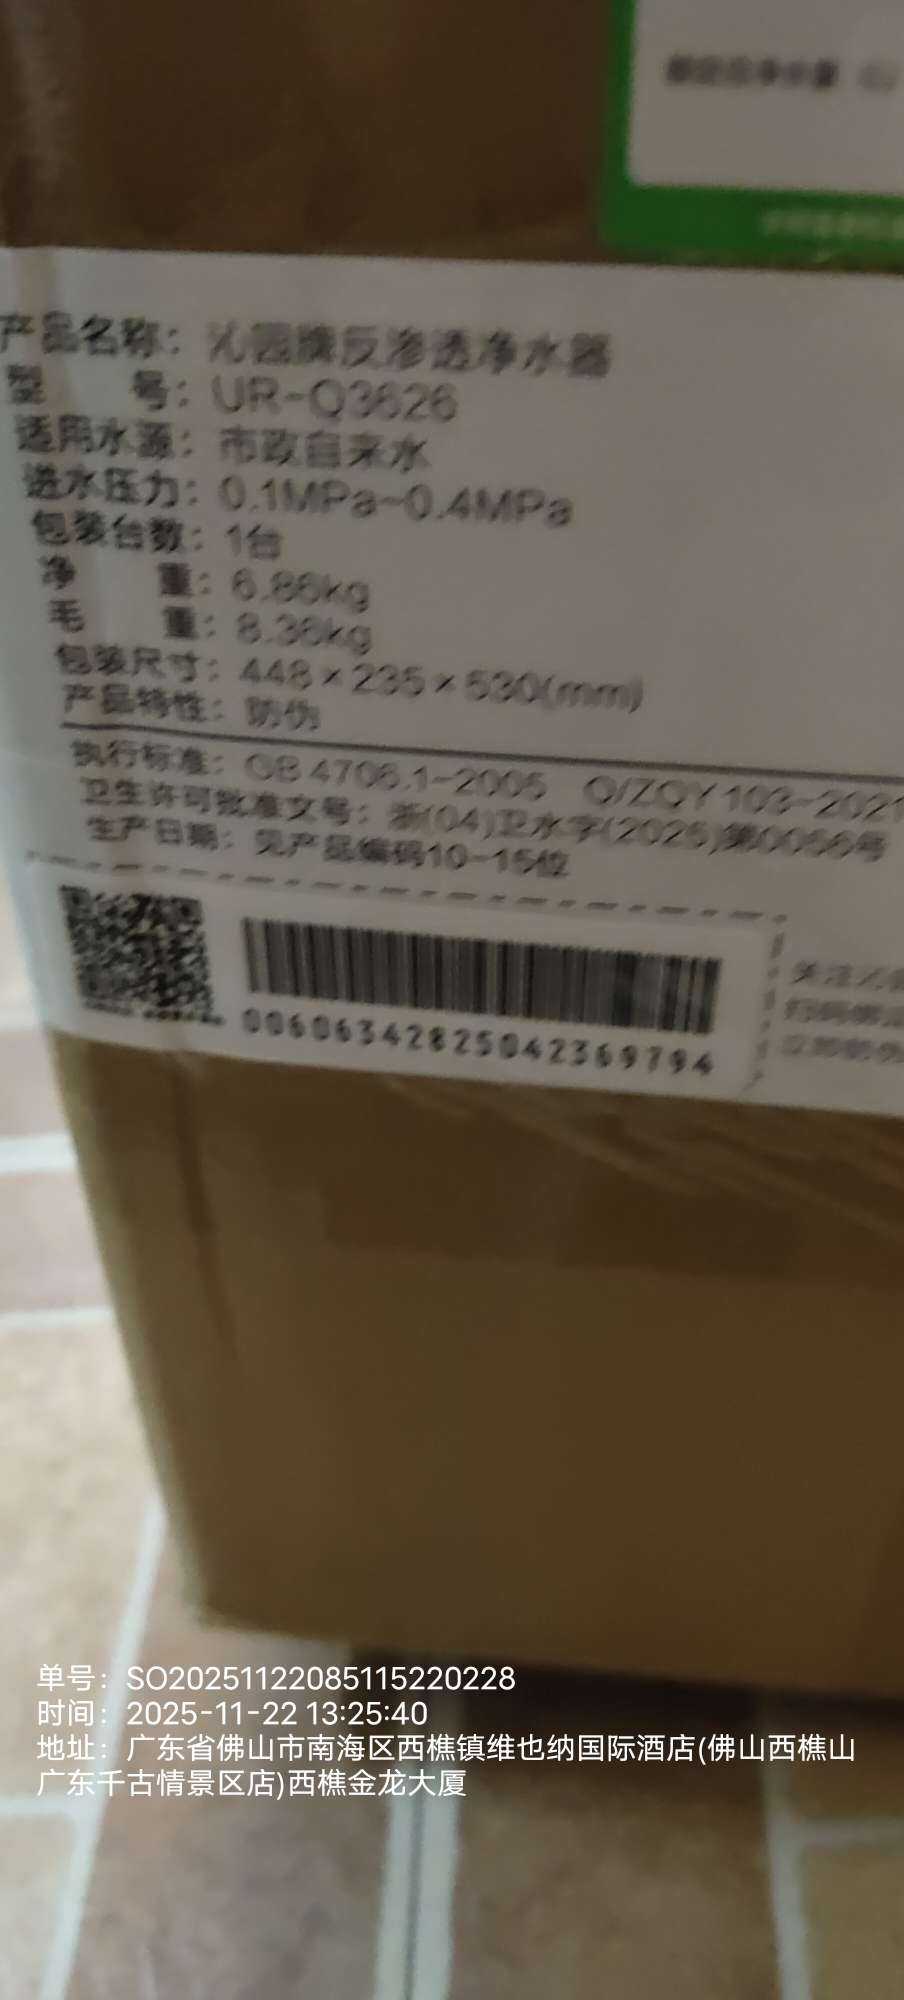 产品名称：沁园牌反渗透净水器
型 号：UR-Q3626
适用水源：市政自来水
进水压力：0.1MPa~0.4MPa
包装台数：1台
净 重：6.86kg
毛 重：8.36kg
包装尺寸：448×235×530(mm)
产品特性：防伪
执行标准：GB 4706.1-2005 Q/ZQY 103-2021
卫生许可批准文号：浙(04)卫水字(2025)第0056号
生产日期：见产品编码10-15位
00606342825042369794
单号：SO20251122085115220228
时间：2025-11-22 13:25:40
地址：广东省佛山市南海区西樵镇维也纳国际酒店(佛山西樵山
广东千古情景区店)西樵金龙大厦